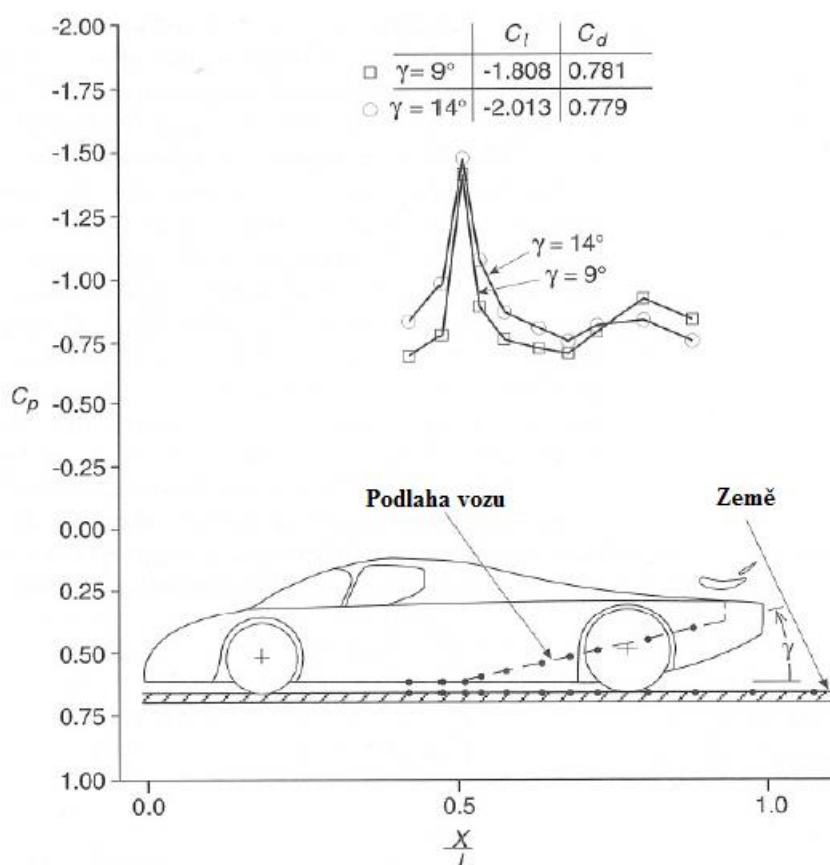 -2.00
C_l C_d
γ = 9° -1.808 0.781
γ = 14° -2.013 0.779
-1.75
-1.50
-1.25
γ = 14°
γ = 9°
-1.00
-0.75
C_p
-0.50
-0.25
Podlaha vozu
Země
0.00
0.25
0.50
γ
0.75
1.00
0.0 0.5 1.0
X